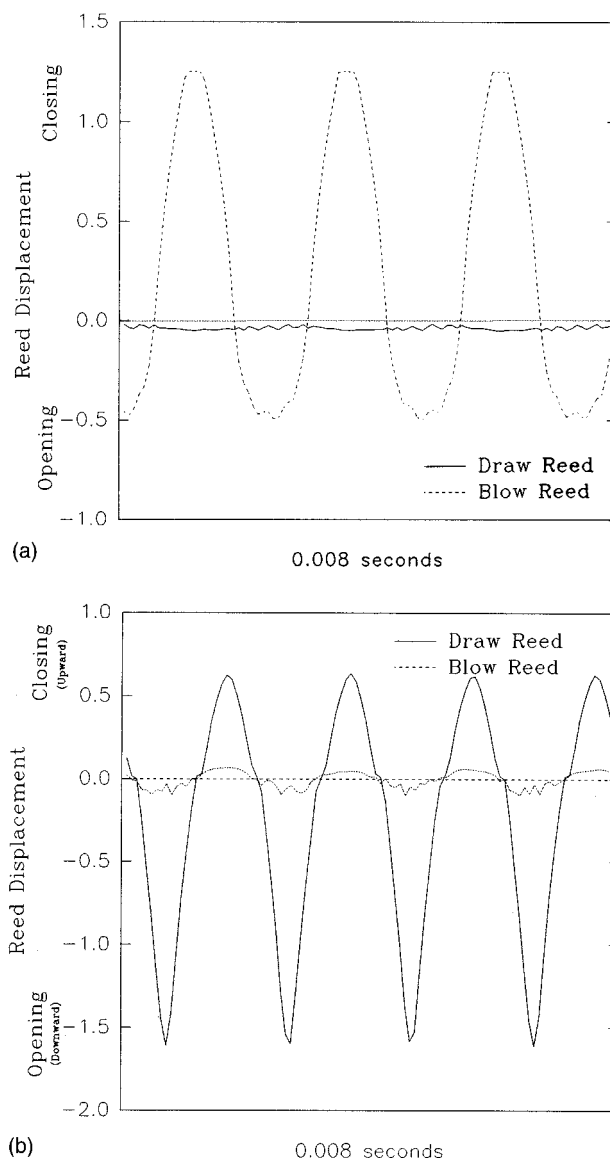 1.5
Closing
1.0
0.5
Reed Displacement
0.0
Opening
−0.5
Draw Reed
Blow Reed
−1.0
(a)
0.008 seconds
1.0
Closing
(Upward)
Draw Reed
Blow Reed
0.5
0.0
Reed Displacement
−0.5
−1.0
Opening
(Downward)
−1.5
−2.0
(b)
0.008 seconds